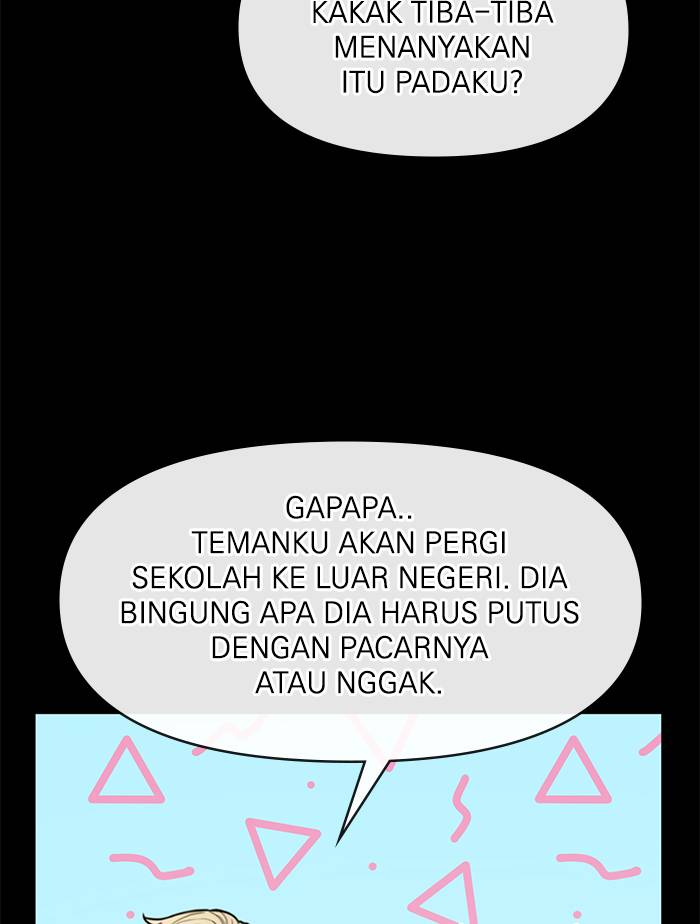 KAKAK TIBA-TIBA
MENANYAKAN
ITU PADAKU?
GAPAPA..
TEMANKU AKAN PERGI
SEKOLAH KE LUAR NEGERI. DIA
BINGUNG APA DIA HARUS PUTUS
DENGAN PACARNYA
ATAU NGGAK.